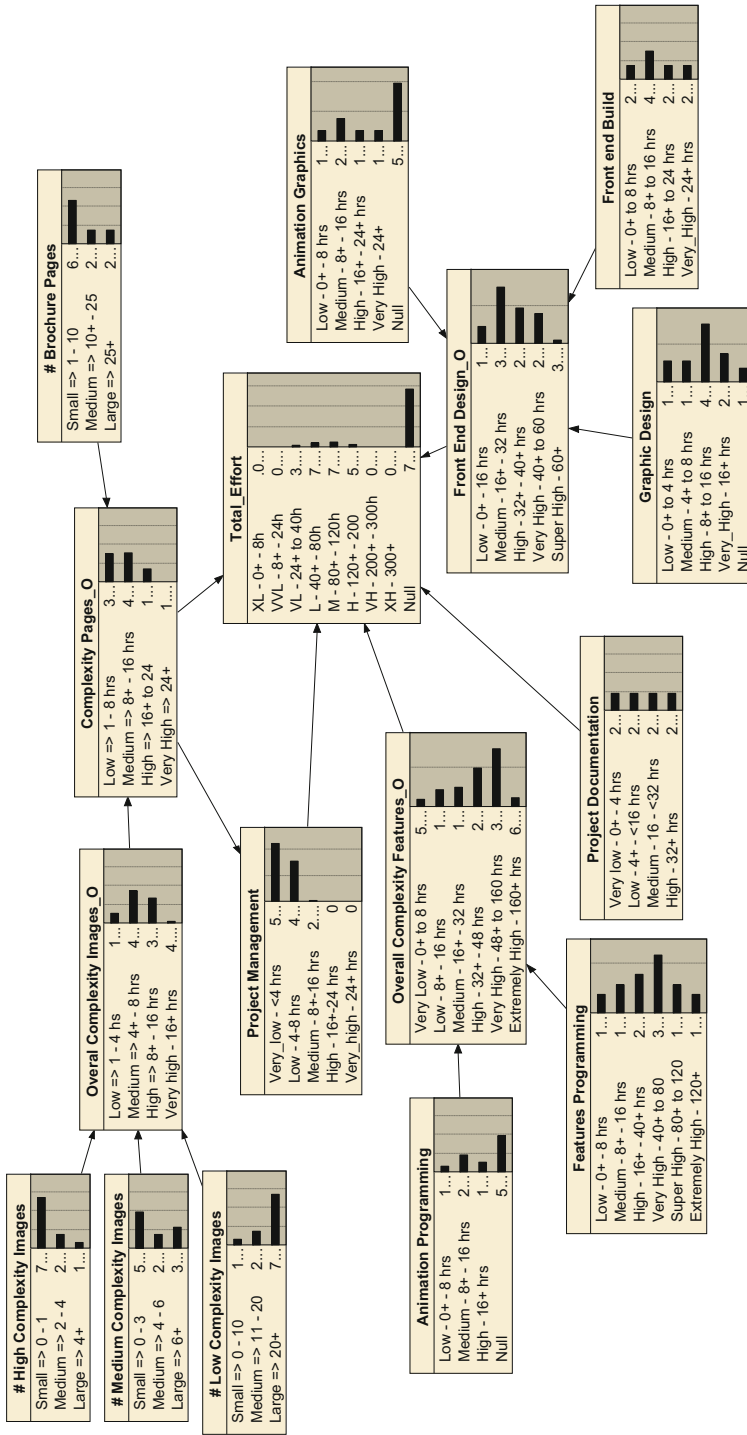 # High Complexity Images
Small => 0 - 1 7...
Medium => 2 - 4 2...
Large => 4+ 1...
# Medium Complexity Images
Small => 0 - 3 5...
Medium => 4 - 6 2...
Large => 6+ 3...
# Low Complexity Images
Small => 0 - 10 1...
Medium => 11 - 20 2...
Large => 20+ 7...
Overal Complexity Images_O
Low => 1 - 4 hs 1...
Medium => 4+ - 8 hrs 4...
High => 8+ - 16 hrs 3...
Very high - 16+ hrs 4....
Complexity Pages_O
Low => 1 - 8 hrs 3...
Medium => 8+ - 16 hrs 4...
High => 16+ to 24 1...
Very High => 24+ 1....
# Brochure Pages
Small => 1 - 10 6...
Medium => 10+ - 25 2...
Large => 25+ 2...
Project Management
Very_low - <4 hrs 5...
Low - 4-8 hrs 4...
Medium - 8+-16 hrs 2....
High - 16+-24 hrs 0
Very_high - 24+ hrs 0
Total_Effort
XL - 0+ - 8h .0...
VVL - 8+ - 24h 0....
VL - 24+ to 40h 3....
L- 40+ - 80h 7....
M - 80+ - 120h 7....
H - 120+ - 200 5....
VH - 200+ - 300h 0....
XH - 300+ 0....
Null 7...
Animation Graphics
Low - 0+ - 8 hrs 1...
Medium - 8+ - 16 hrs 2...
High - 16+ - 24+ hrs 1...
Very High - 24+ 1...
Null 5...
Animation Programming
Low - 0+ - 8 hrs 1...
Medium - 8+ - 16 hrs 2...
High - 16+ hrs 1...
Null 5...
Overall Complexity Features_O
Very Low - 0+ to 8 hrs 5....
Low - 8+ - 16 hrs 1...
Medium - 16+ - 32 hrs 1...
High - 32+ - 48 hrs 2...
Very High - 48+ to 160 hrs 3...
Extremely High - 160+ hrs 6....
Front End Design_O
Low - 0+ - 16 hrs 1...
Medium - 16+ - 32 hrs 3...
High - 32+ - 40+ hrs 2...
Very High - 40+ to 60 hrs 2...
Super High - 60+ 3....
Features Programming
Low - 0+ - 8 hrs 1...
Medium - 8+ - 16 hrs 1...
High - 16+ - 40+ hrs 2...
Very High - 40+ to 80 3...
Super High - 80+ to 120 1...
Extremely High - 120+ 1...
Project Documentation
Very low - 0+ - 4 hrs 2...
Low - 4+ - <16 hrs 2...
Medium - 16 - <32 hrs 2...
High - 32+ hrs 2...
Graphic Design
Low - 0+ to 4 hrs 1...
Medium - 4+ to 8 hrs 1...
High - 8+ to 16 hrs 4...
Very_High - 16+ hrs 2...
Null 1...
Front end Build
Low - 0+ to 8 hrs 2...
Medium - 8+ to 16 hrs 4...
High - 16+ to 24 hrs 2...
Very_High - 24+ hrs 2...